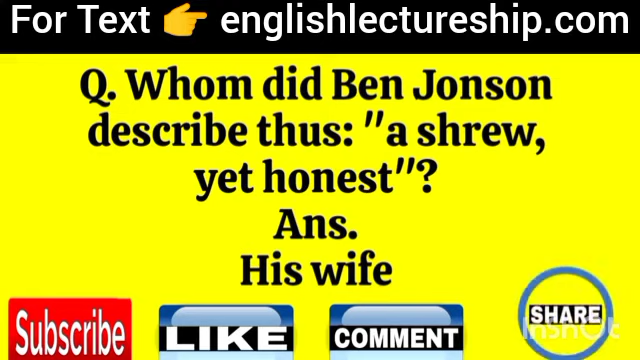 For Text 👉 englishlectureship.com
Q. Whom did Ben Jonson
describe thus: "a shrew,
yet honest"?
Ans.
His wife
Subscribe
LIKE
COMMENT
SHARE
InShOt